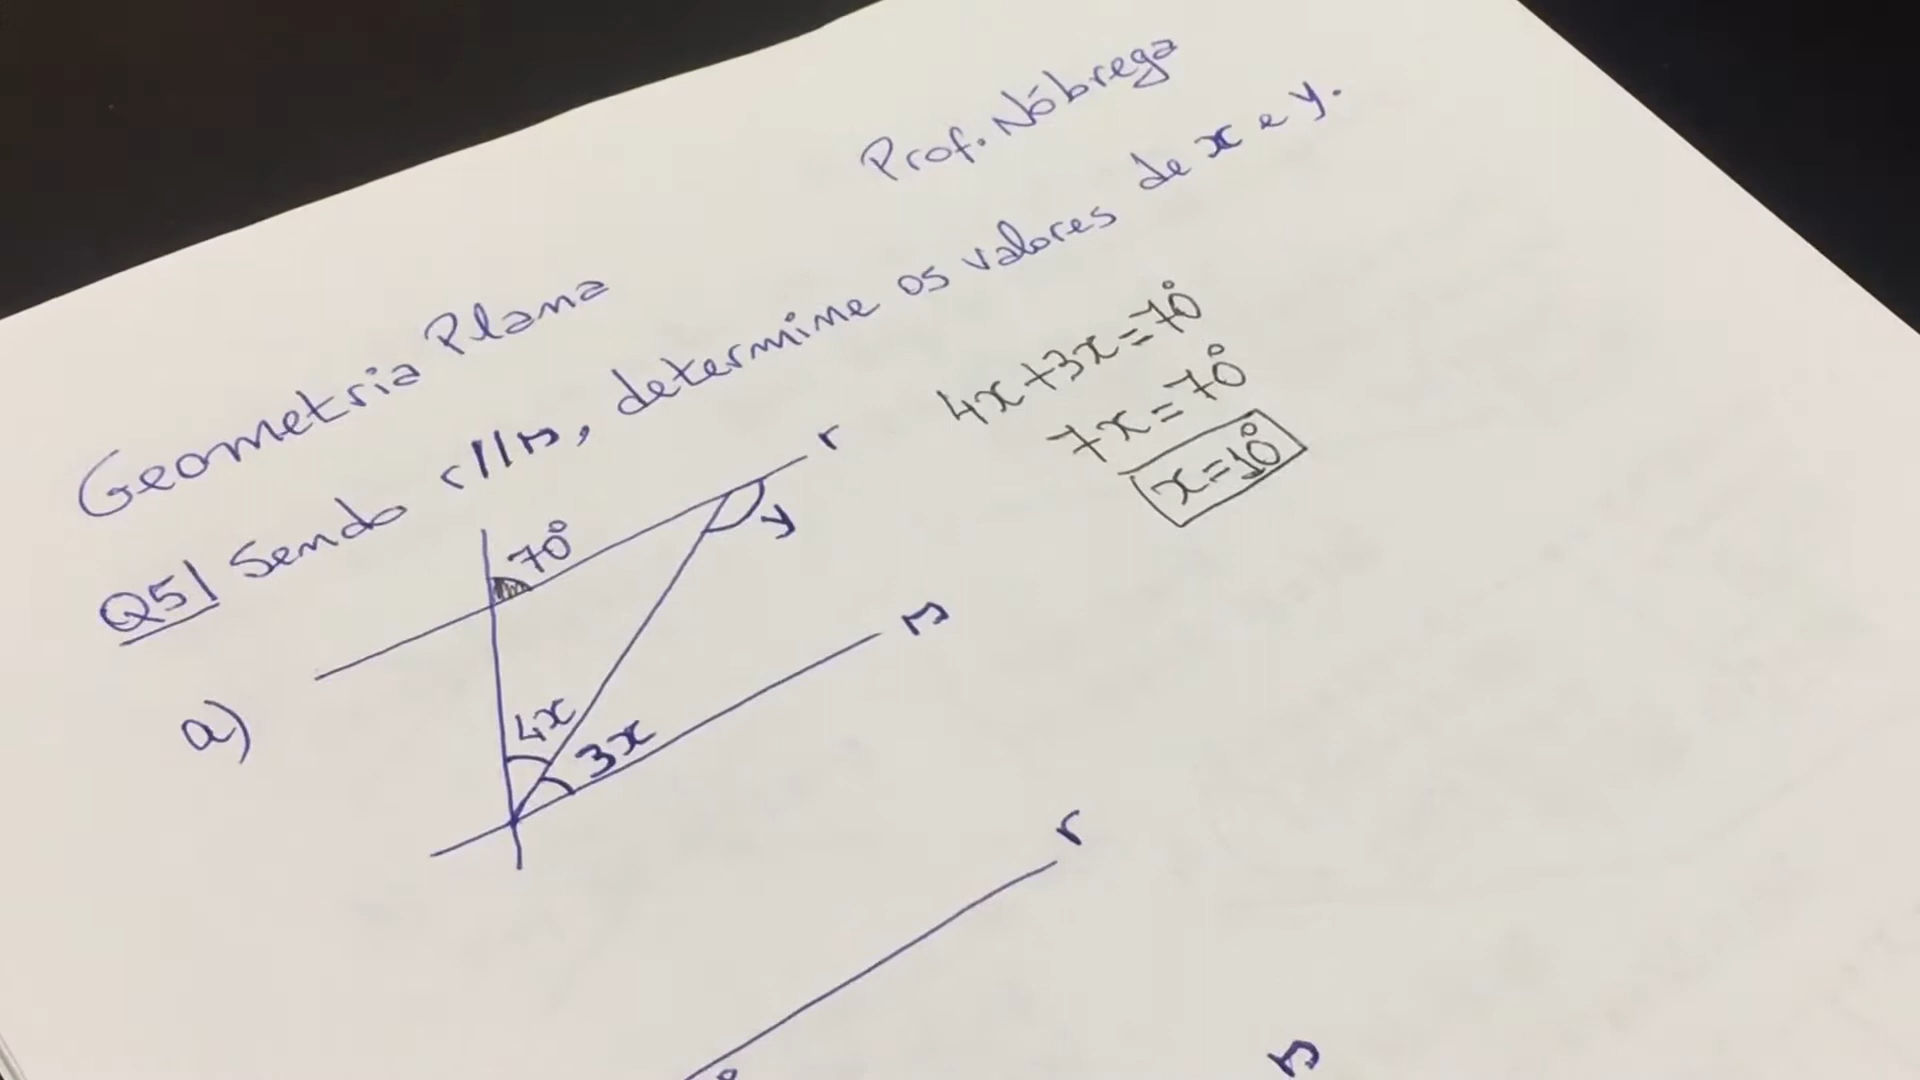 Prof. Nóbrega
Geometria Plana
Q5| Sendo r//s, determine os valores de x e y.
4x+3x=70°
7x=70°
x=10°
a)
r
70°
y
s
4x
3x
r
s